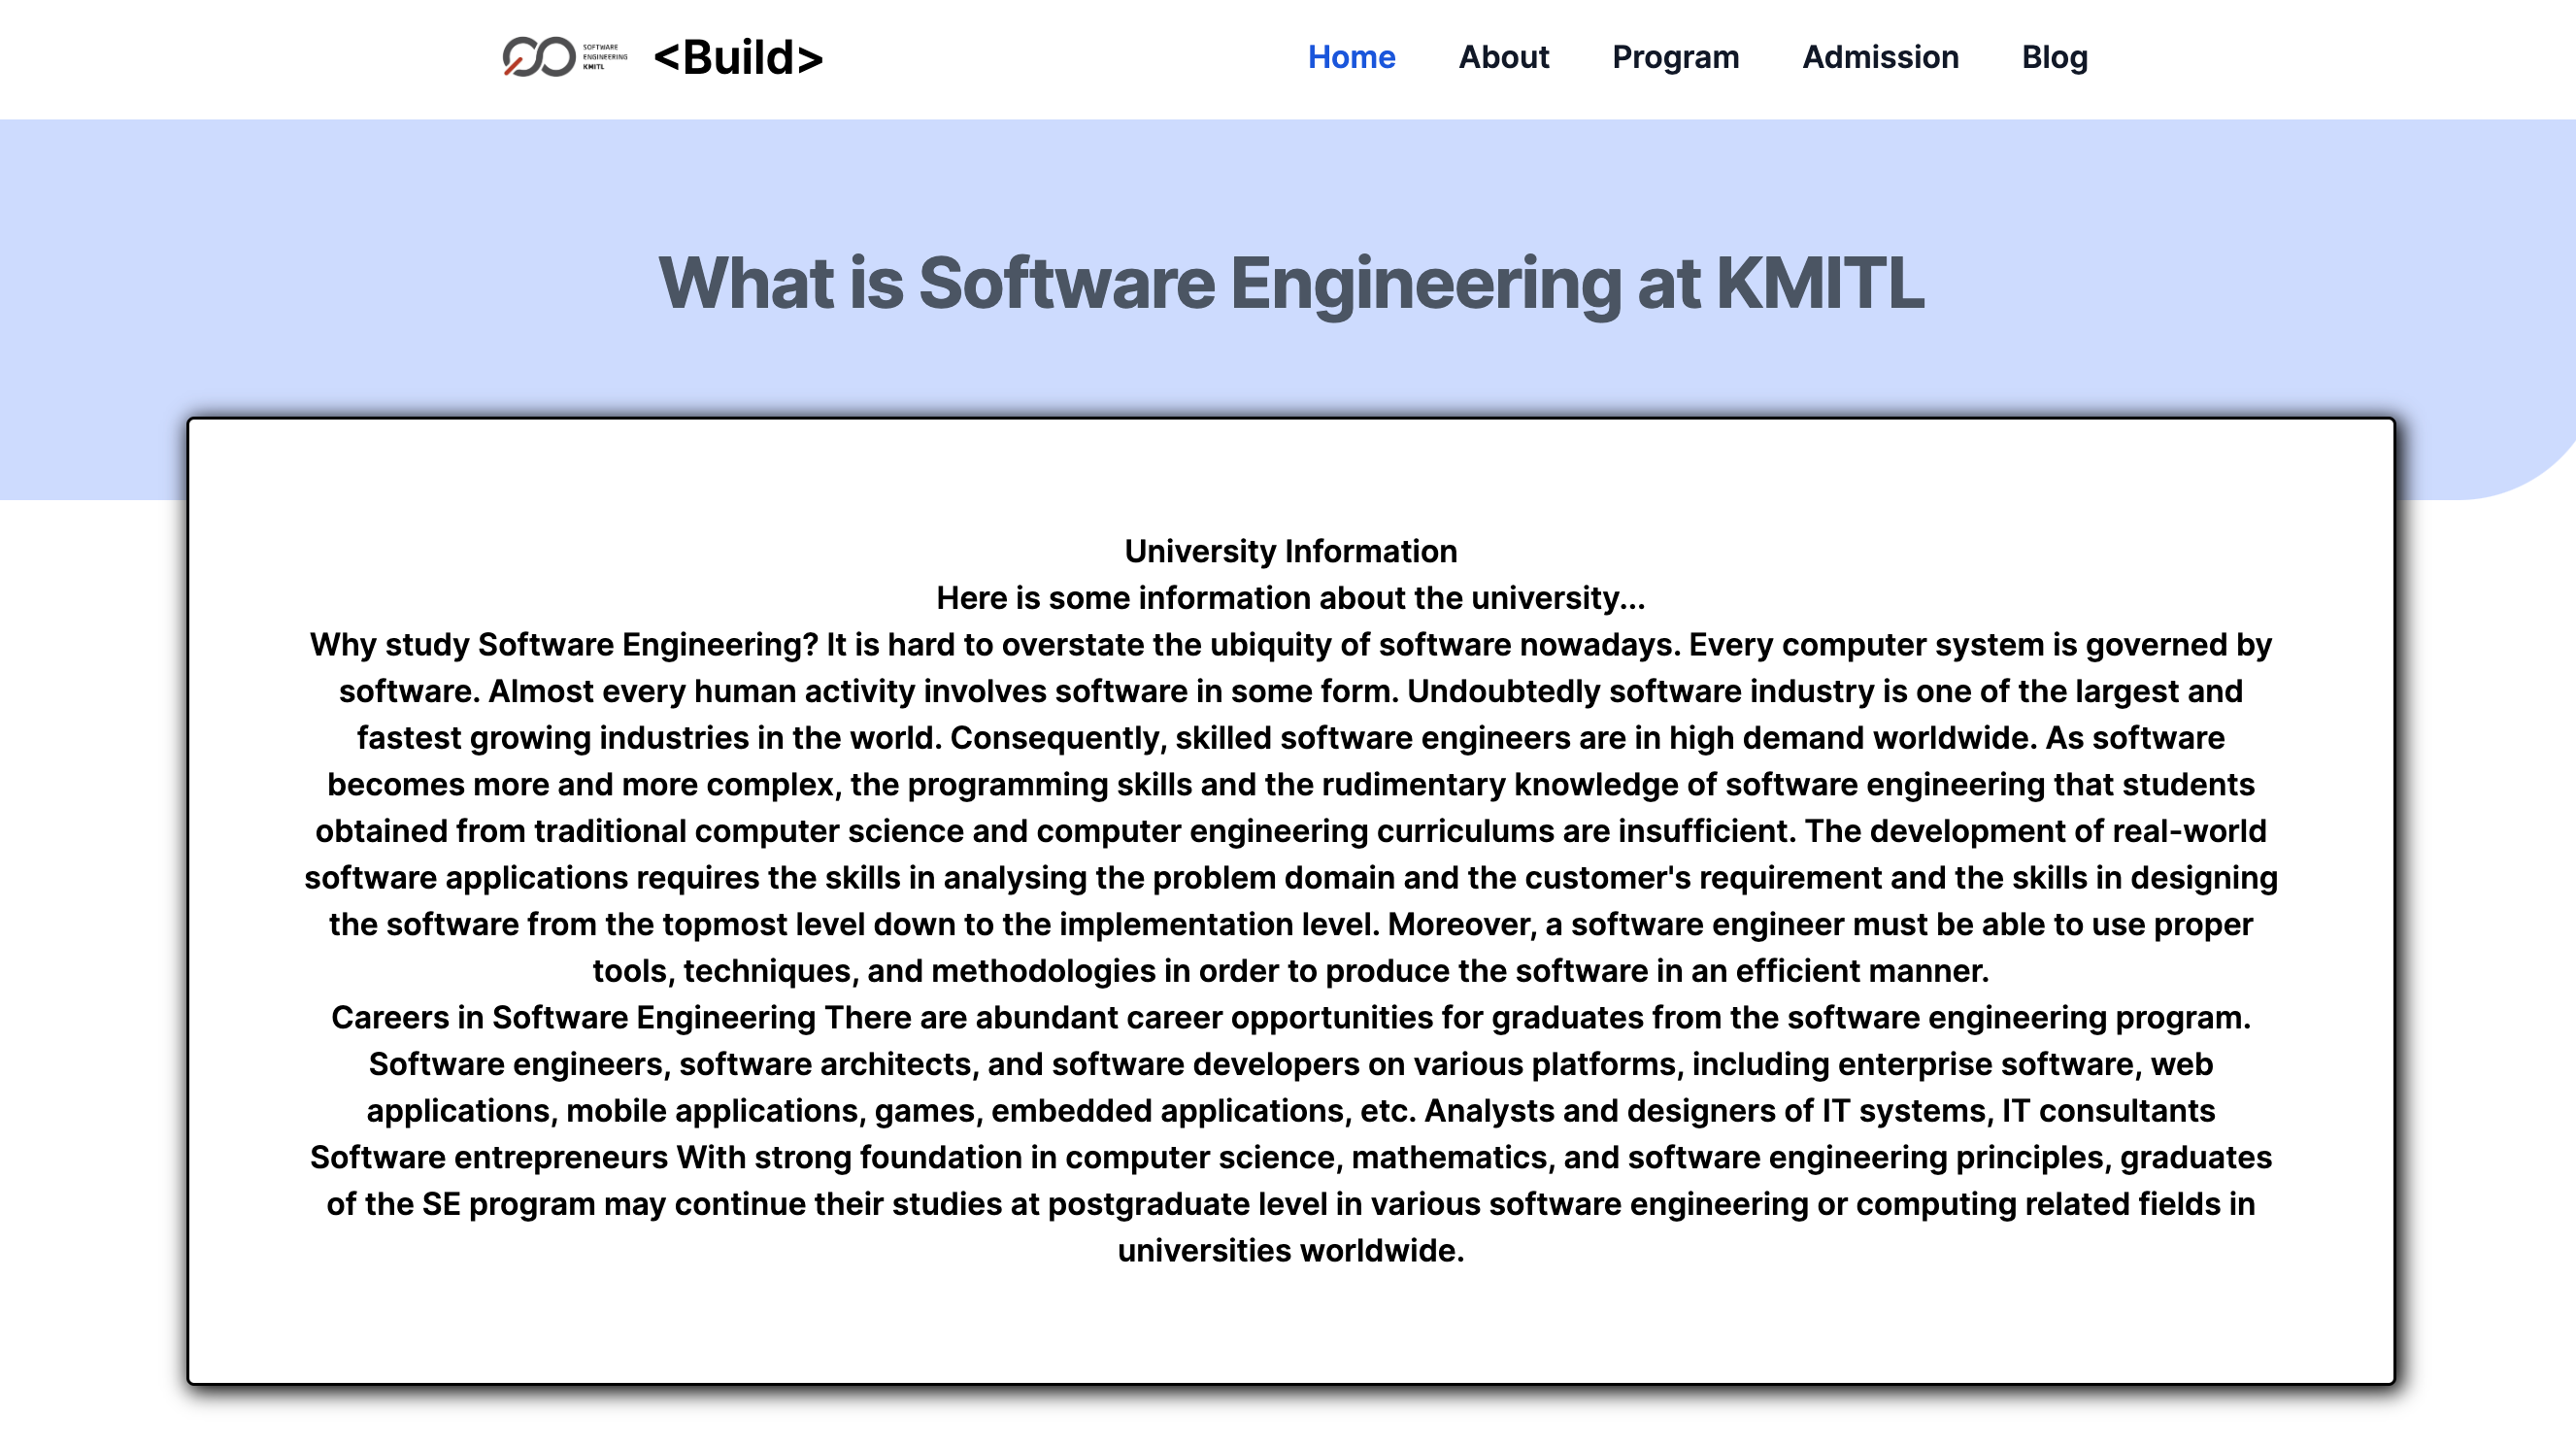 SOFTWARE
ENGINEERING
KMITL
<Build>
Home About Program Admission Blog
What is Software Engineering at KMITL
University Information
Here is some information about the university...
Why study Software Engineering? It is hard to overstate the ubiquity of software nowadays. Every computer system is governed by
software. Almost every human activity involves software in some form. Undoubtedly software industry is one of the largest and
fastest growing industries in the world. Consequently, skilled software engineers are in high demand worldwide. As software
becomes more and more complex, the programming skills and the rudimentary knowledge of software engineering that students
obtained from traditional computer science and computer engineering curriculums are insufficient. The development of real-world
software applications requires the skills in analysing the problem domain and the customer's requirement and the skills in designing
the software from the topmost level down to the implementation level. Moreover, a software engineer must be able to use proper
tools, techniques, and methodologies in order to produce the software in an efficient manner.
Careers in Software Engineering There are abundant career opportunities for graduates from the software engineering program.
Software engineers, software architects, and software developers on various platforms, including enterprise software, web
applications, mobile applications, games, embedded applications, etc. Analysts and designers of IT systems, IT consultants
Software entrepreneurs With strong foundation in computer science, mathematics, and software engineering principles, graduates
of the SE program may continue their studies at postgraduate level in various software engineering or computing related fields in
universities worldwide.